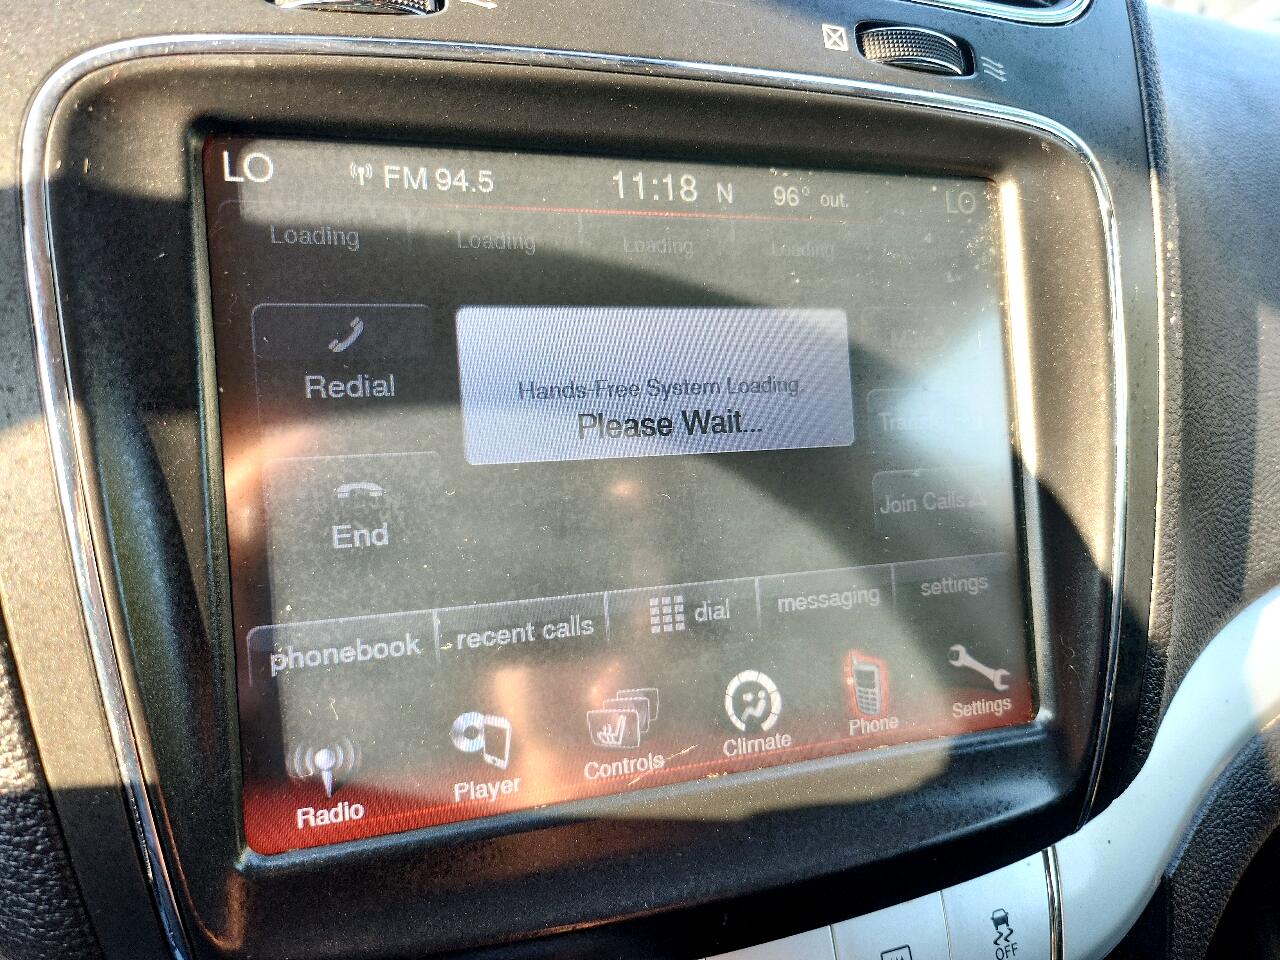 LO FM 94.5 11:18 N 96° out. LO
Loading Loading Loading Loading
Redial
Hands-Free System Loading
Please Wait...
End
Join Calls
phonebook recent calls dial messaging settings
Radio Player Controls Climate Phone Settings
OFF